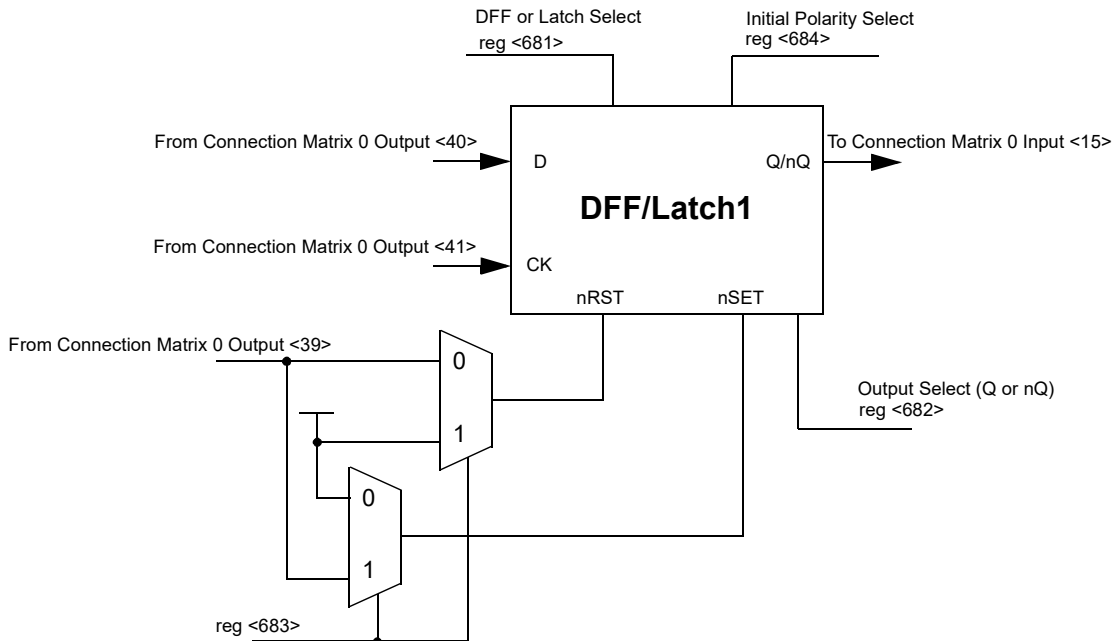 DFF or Latch Select
reg <681>
Initial Polarity Select
reg <684>
From Connection Matrix 0 Output <40>
D
Q/nQ
To Connection Matrix 0 Input <15>
DFF/Latch1
From Connection Matrix 0 Output <41>
CK
nRST
nSET
From Connection Matrix 0 Output <39>
0
1
Output Select (Q or nQ)
reg <682>
0
1
reg <683>